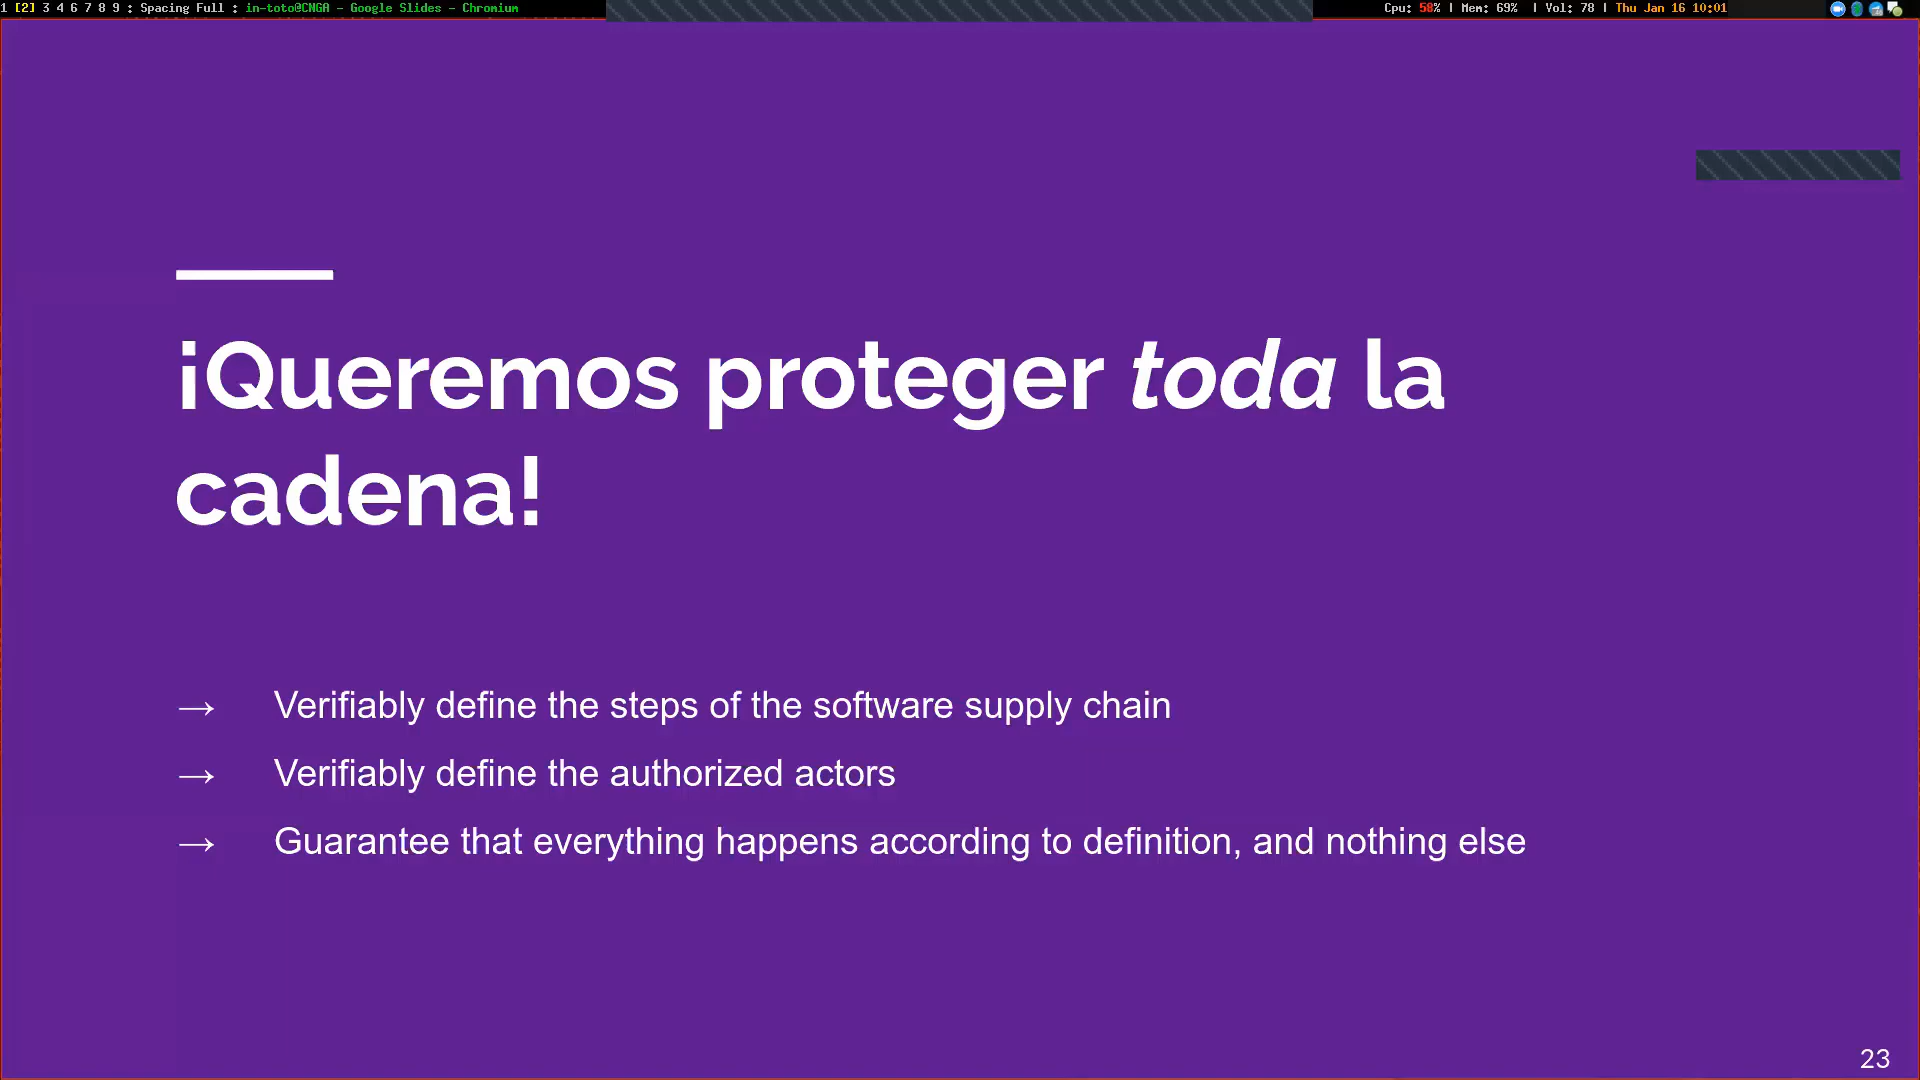 1 [2] 3 4 6 7 8 9 : Spacing Full : in-toto@CNGA - Google Slides - Chromium
Cpu: 58% | Mem: 69% | Vol: 78 | Thu Jan 16 10:01
¡Queremos proteger toda la
cadena!
→ Verifiably define the steps of the software supply chain
→ Verifiably define the authorized actors
→ Guarantee that everything happens according to definition, and nothing else
23